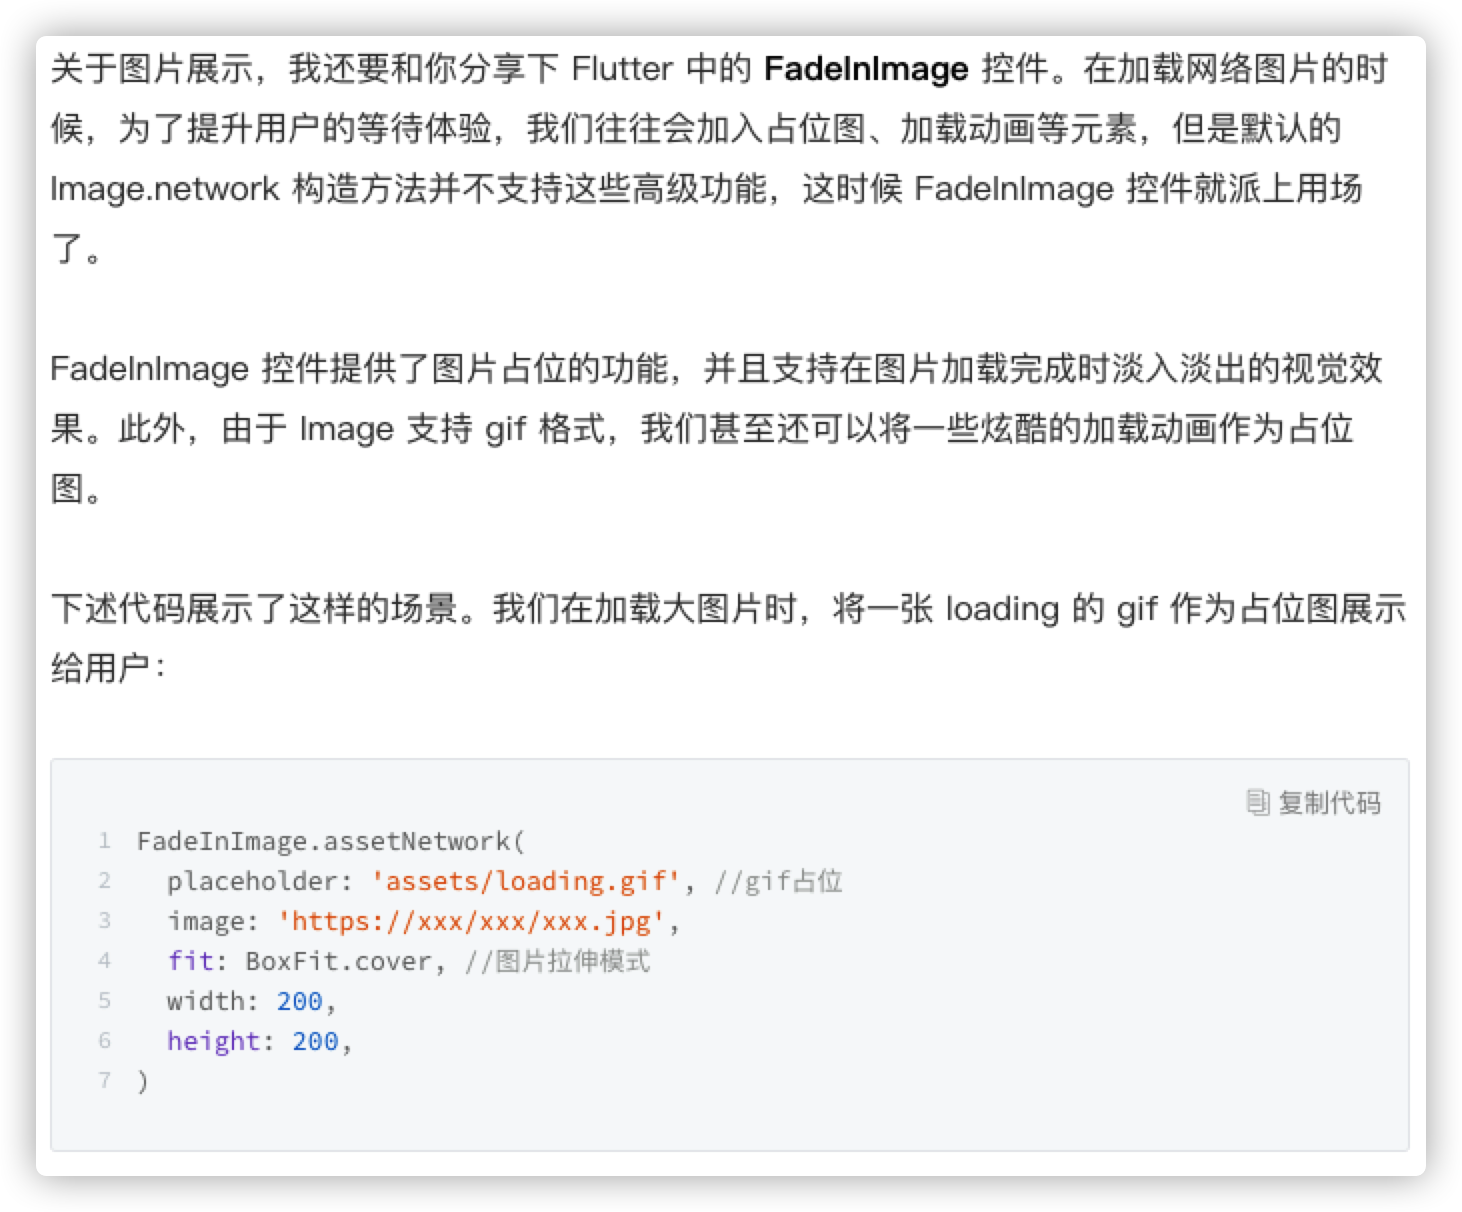 关于图片展示，我还要和你分享下 Flutter 中的 FadeInImage 控件。在加载网络图片的时
候，为了提升用户的等待体验，我们往往会加入占位图、加载动画等元素，但是默认的
Image.network 构造方法并不支持这些高级功能，这时候 FadeInImage 控件就派上用场
了。
FadeInImage 控件提供了图片占位的功能，并且支持在图片加载完成时淡入淡出的视觉效
果。此外，由于 Image 支持 gif 格式，我们甚至还可以将一些炫酷的加载动画作为占位
图。
下述代码展示了这样的场景。我们在加载大图片时，将一张 loading 的 gif 作为占位图展示
给用户：
复制代码
1 FadeInImage.assetNetwork(
2   placeholder: 'assets/loading.gif', //gif占位
3   image: 'https://xxx/xxx/xxx.jpg',
4   fit: BoxFit.cover, //图片拉伸模式
5   width: 200,
6   height: 200,
7 )